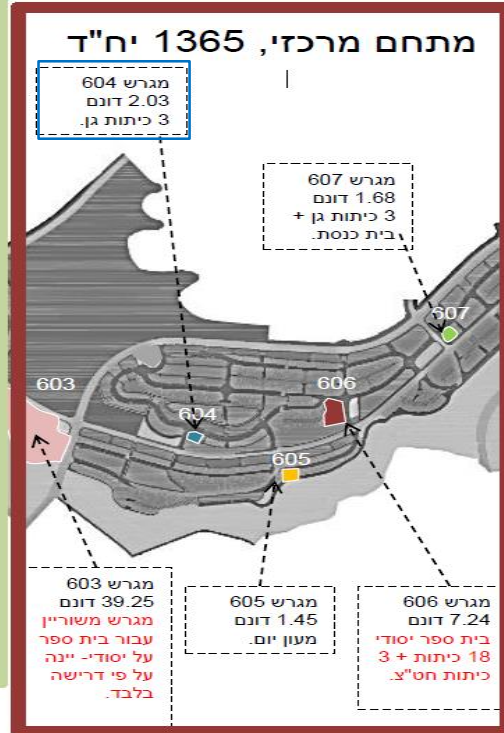 מתחם מרכזי, 1365 יח"ד
מגרש 604
2.03 דונם
3 כיתות גן.
מגרש 607
1.68 דונם
3 כיתות גן +
בית כנסת.
607
603
606
604
605
מגרש 603
39.25 דונם
מגרש משוריין
עבור בית ספר
על יסודי- יינה
על פי דרישה
בלבד.
מגרש 605
1.45 דונם
מעון יום.
מגרש 606
7.24 דונם
בית ספר יסודי
18 כיתות + 3
כיתות חט"צ.